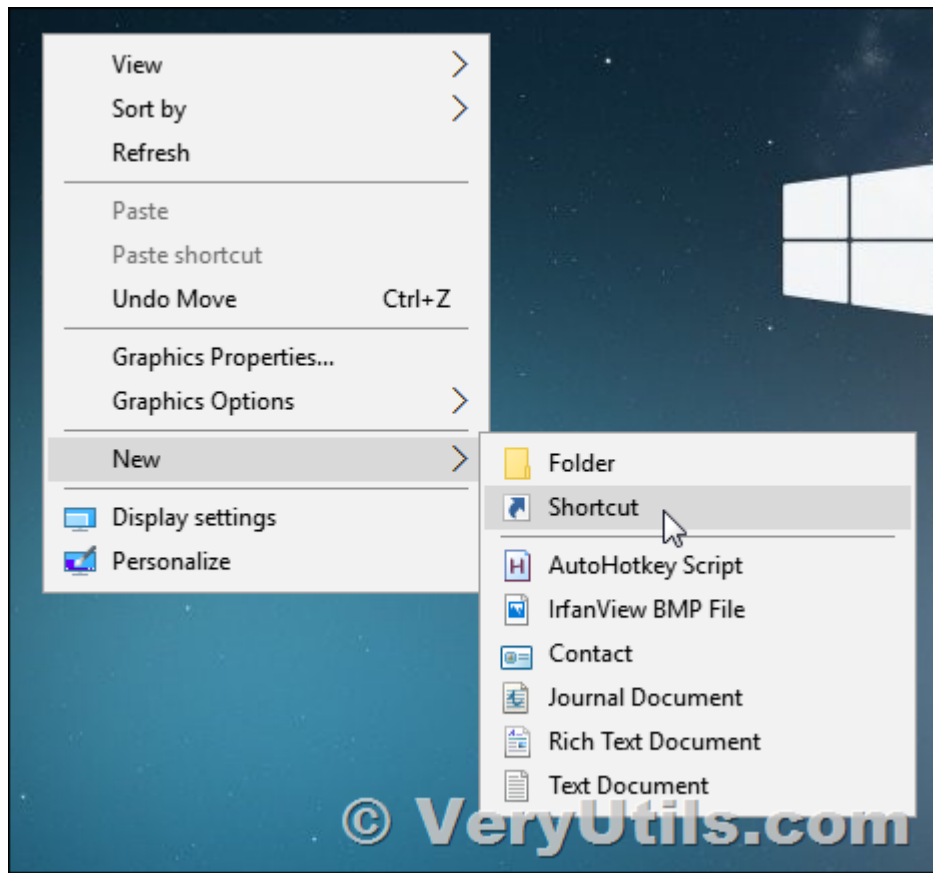 View
Sort by
Refresh
Paste
Paste shortcut
Undo Move Ctrl+Z
Graphics Properties...
Graphics Options
New
Display settings
Personalize
Folder
Shortcut
AutoHotkey Script
IrfanView BMP File
Contact
Journal Document
Rich Text Document
Text Document
© VeryUtils.com